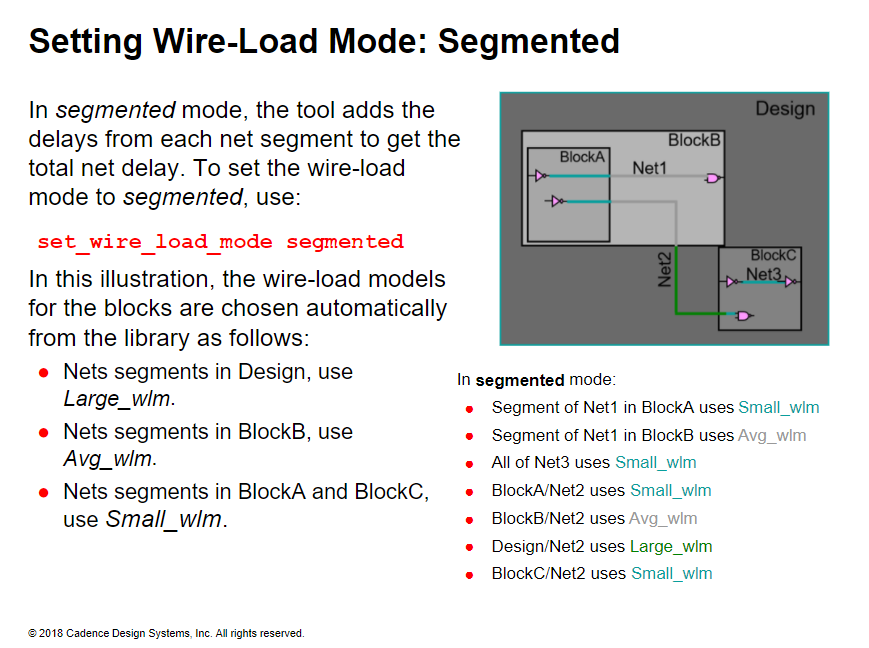 Setting Wire-Load Mode: Segmented
In segmented mode, the tool adds the
delays from each net segment to get the
total net delay. To set the wire-load
mode to segmented, use:
set_wire_load_mode segmented
In this illustration, the wire-load models
for the blocks are chosen automatically
from the library as follows:
● Nets segments in Design, use
Large_wlm.
● Nets segments in BlockB, use
Avg_wlm.
● Nets segments in BlockA and BlockC,
use Small_wlm.
Design
BlockB
BlockA
Net1
Net2
BlockC
Net3
In segmented mode:
● Segment of Net1 in BlockA uses Small_wlm
● Segment of Net1 in BlockB uses Avg_wlm
● All of Net3 uses Small_wlm
● BlockA/Net2 uses Small_wlm
● BlockB/Net2 uses Avg_wlm
● Design/Net2 uses Large_wlm
● BlockC/Net2 uses Small_wlm
© 2018 Cadence Design Systems, Inc. All rights reserved.